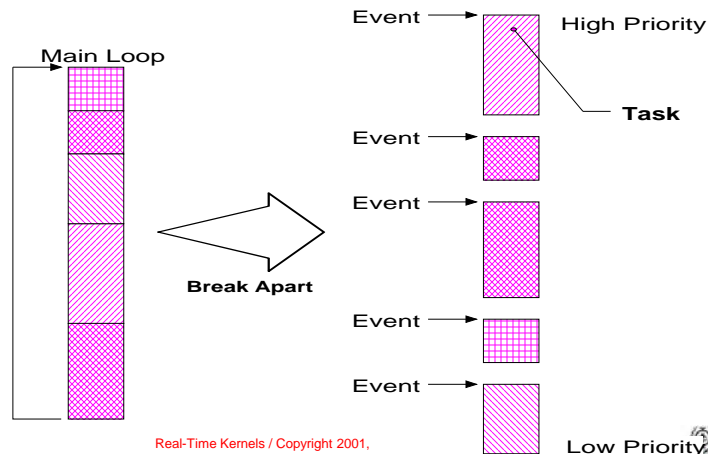 Event
High Priority
Main Loop
Task
Event
Event
Break Apart
Event
Event
Real-Time Kernels / Copyright 2001,
Low Priority